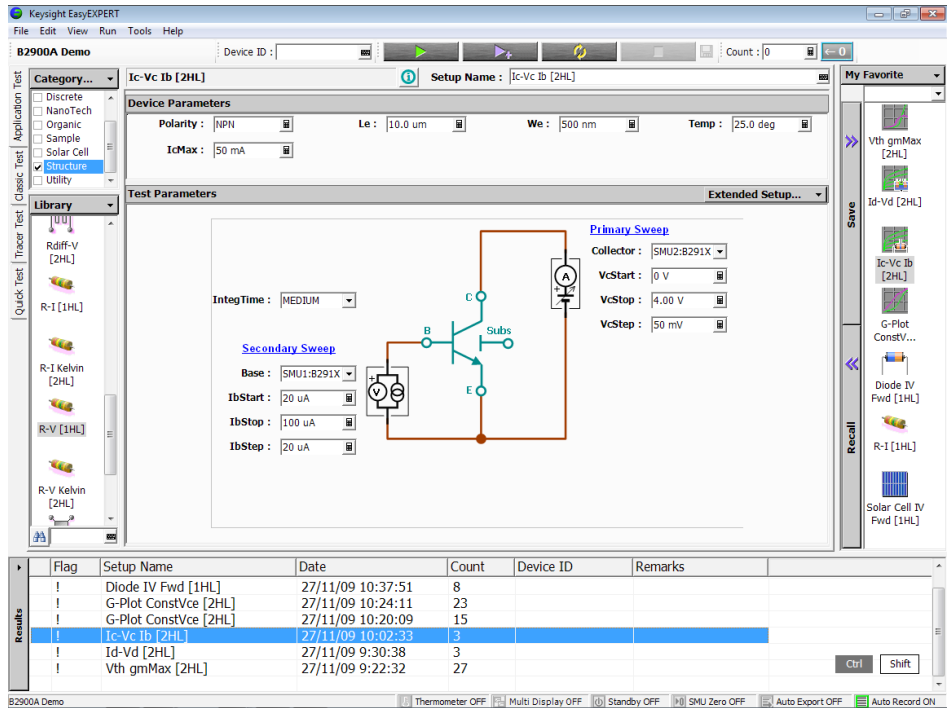 Keysight EasyEXPERT
File Edit View Run Tools Help
B2900A Demo
Device ID :
Count : 0
0
Quick Test Tracer Test Classic Test Application Test
Category...
Discrete
NanoTech
Organic
Sample
Solar Cell
Structure
Utility
Library
Rdiff-V
[2HL]
R-I [1HL]
R-I Kelvin
[2HL]
R-V [1HL]
R-V Kelvin
[2HL]
Ic-Vc Ib [2HL]
Setup Name : Ic-Vc Ib [2HL]
Device Parameters
Polarity : NPN Le : 10.0 um We : 500 nm Temp : 25.0 deg
IcMax : 50 mA
Test Parameters
Extended Setup...
IntegTime : MEDIUM
Secondary Sweep
Base : SMU1:B291X
IbStart : 20 uA
IbStop : 100 uA
IbStep : 20 uA
C
B
Subs
E
V
A
+
+
Primary Sweep
Collector : SMU2:B291X
VcStart : 0 V
VcStop : 4.00 V
VcStep : 50 mV
My Favorite
Save
Recall
Vth gmMax
[2HL]
Id-Vd [2HL]
Ic-Vc Ib
[2HL]
G-Plot
ConstV...
Diode IV
Fwd [1HL]
R-I [1HL]
Solar Cell IV
Fwd [1HL]
Results
Flag Setup Name Date Count Device ID Remarks
! Diode IV Fwd [1HL] 27/11/09 10:37:51 8
! G-Plot ConstVce [2HL] 27/11/09 10:24:11 23
! G-Plot ConstVce [2HL] 27/11/09 10:20:09 15
! Ic-Vc Ib [2HL] 27/11/09 10:02:33 3
! Id-Vd [2HL] 27/11/09 9:30:38 3
! Vth gmMax [2HL] 27/11/09 9:22:32 27
Ctrl Shift
B2900A Demo
Thermometer OFF Multi Display OFF Standby OFF SMU Zero OFF Auto Export OFF Auto Record ON